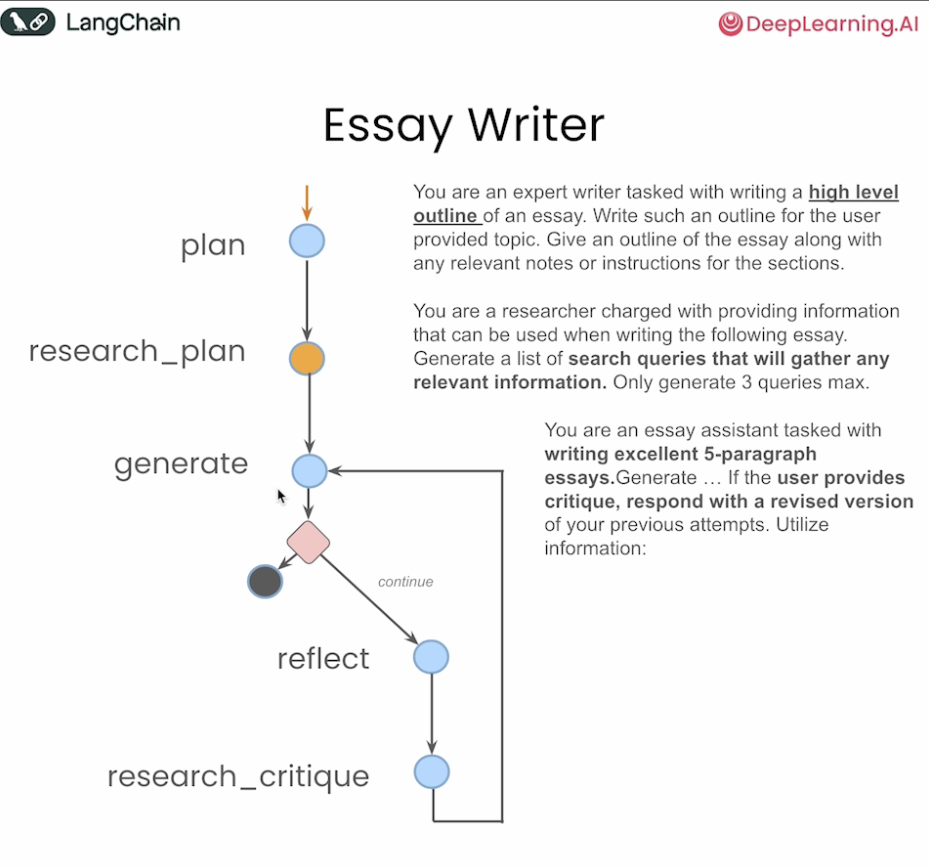 LangChain
DeepLearning.AI
Essay Writer
plan
You are an expert writer tasked with writing a high level
outline of an essay. Write such an outline for the user
provided topic. Give an outline of the essay along with
any relevant notes or instructions for the sections.
research_plan
You are a researcher charged with providing information
that can be used when writing the following essay.
Generate a list of search queries that will gather any
relevant information. Only generate 3 queries max.
generate
You are an essay assistant tasked with
writing excellent 5-paragraph
essays.Generate … If the user provides
critique, respond with a revised version
of your previous attempts. Utilize
information:
continue
reflect
research_critique